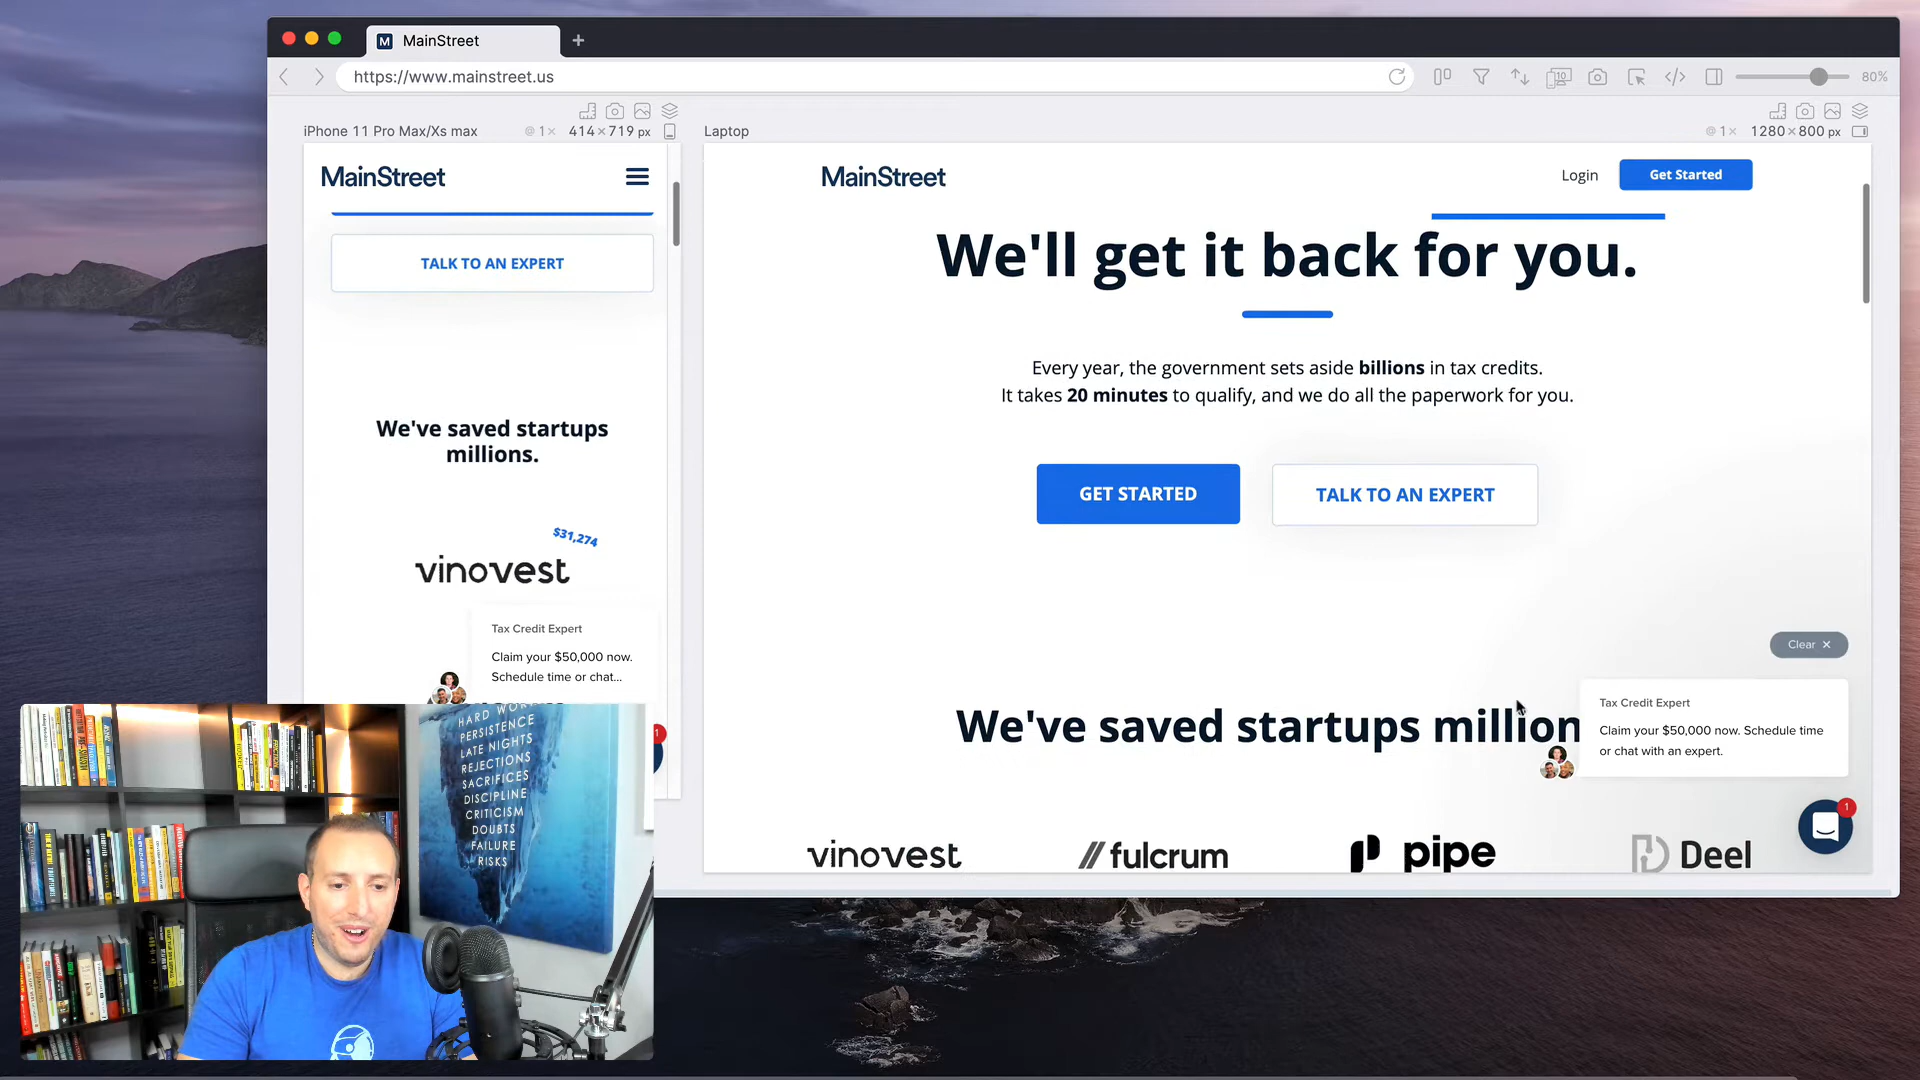 M MainStreet
https://www.mainstreet.us
10
80%
iPhone 11 Pro Max/Xs max
@ 1× 414×719 px
Laptop
@ 1× 1280×800 px
MainStreet
TALK TO AN EXPERT
We've saved startups
millions.
$31,274
vinovest
Tax Credit Expert
Claim your $50,000 now.
Schedule time or chat...
1
MainStreet
Login
Get Started
We'll get it back for you.
Every year, the government sets aside billions in tax credits.
It takes 20 minutes to qualify, and we do all the paperwork for you.
GET STARTED
TALK TO AN EXPERT
Clear ×
We've saved startups million
Tax Credit Expert
Claim your $50,000 now. Schedule time
or chat with an expert.
1
vinovest
fulcrum
pipe
Deel
HARD WORK
PERSISTENCE
LATE NIGHTS
REJECTIONS
SACRIFICES
DISCIPLINE
CRITICISM
DOUBTS
FAILURE
RISKS